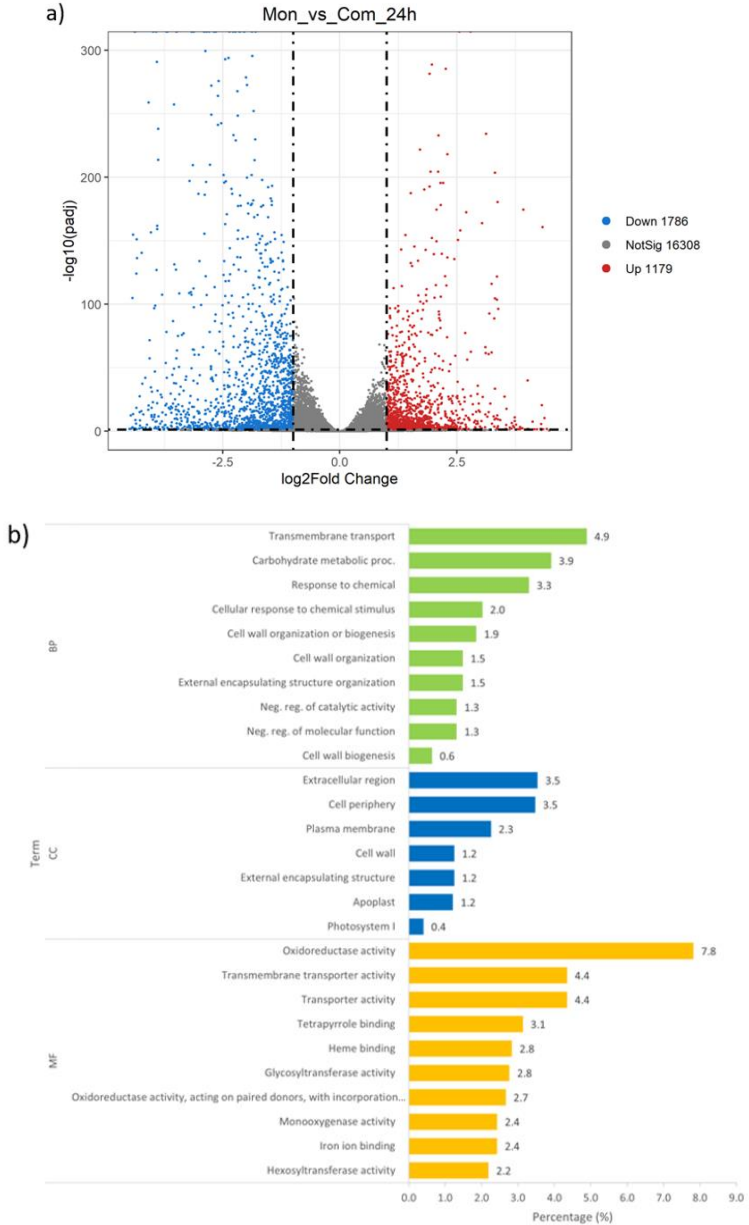 a)
Mon_vs_Com_24h
300
200
100
0
-log10(padj)
-2.5
0.0
2.5
log2Fold Change
Down 1786
NotSig 16308
Up 1179
b)
Term
BP
Transmembrane transport 4.9
Carbohydrate metabolic proc. 3.9
Response to chemical 3.3
Cellular response to chemical stimulus 2.0
Cell wall organization or biogenesis 1.9
Cell wall organization 1.5
External encapsulating structure organization 1.5
Neg. reg. of catalytic activity 1.3
Neg. reg. of molecular function 1.3
Cell wall biogenesis 0.6
CC
Extracellular region 3.5
Cell periphery 3.5
Plasma membrane 2.3
Cell wall 1.2
External encapsulating structure 1.2
Apoplast 1.2
Photosystem I 0.4
MF
Oxidoreductase activity 7.8
Transmembrane transporter activity 4.4
Transporter activity 4.4
Tetrapyrrole binding 3.1
Heme binding 2.8
Glycosyltransferase activity 2.8
Oxidoreductase activity, acting on paired donors, with incorporation... 2.7
Monooxygenase activity 2.4
Iron ion binding 2.4
Hexosyltransferase activity 2.2
0.0 1.0 2.0 3.0 4.0 5.0 6.0 7.0 8.0 9.0
Percentage (%)